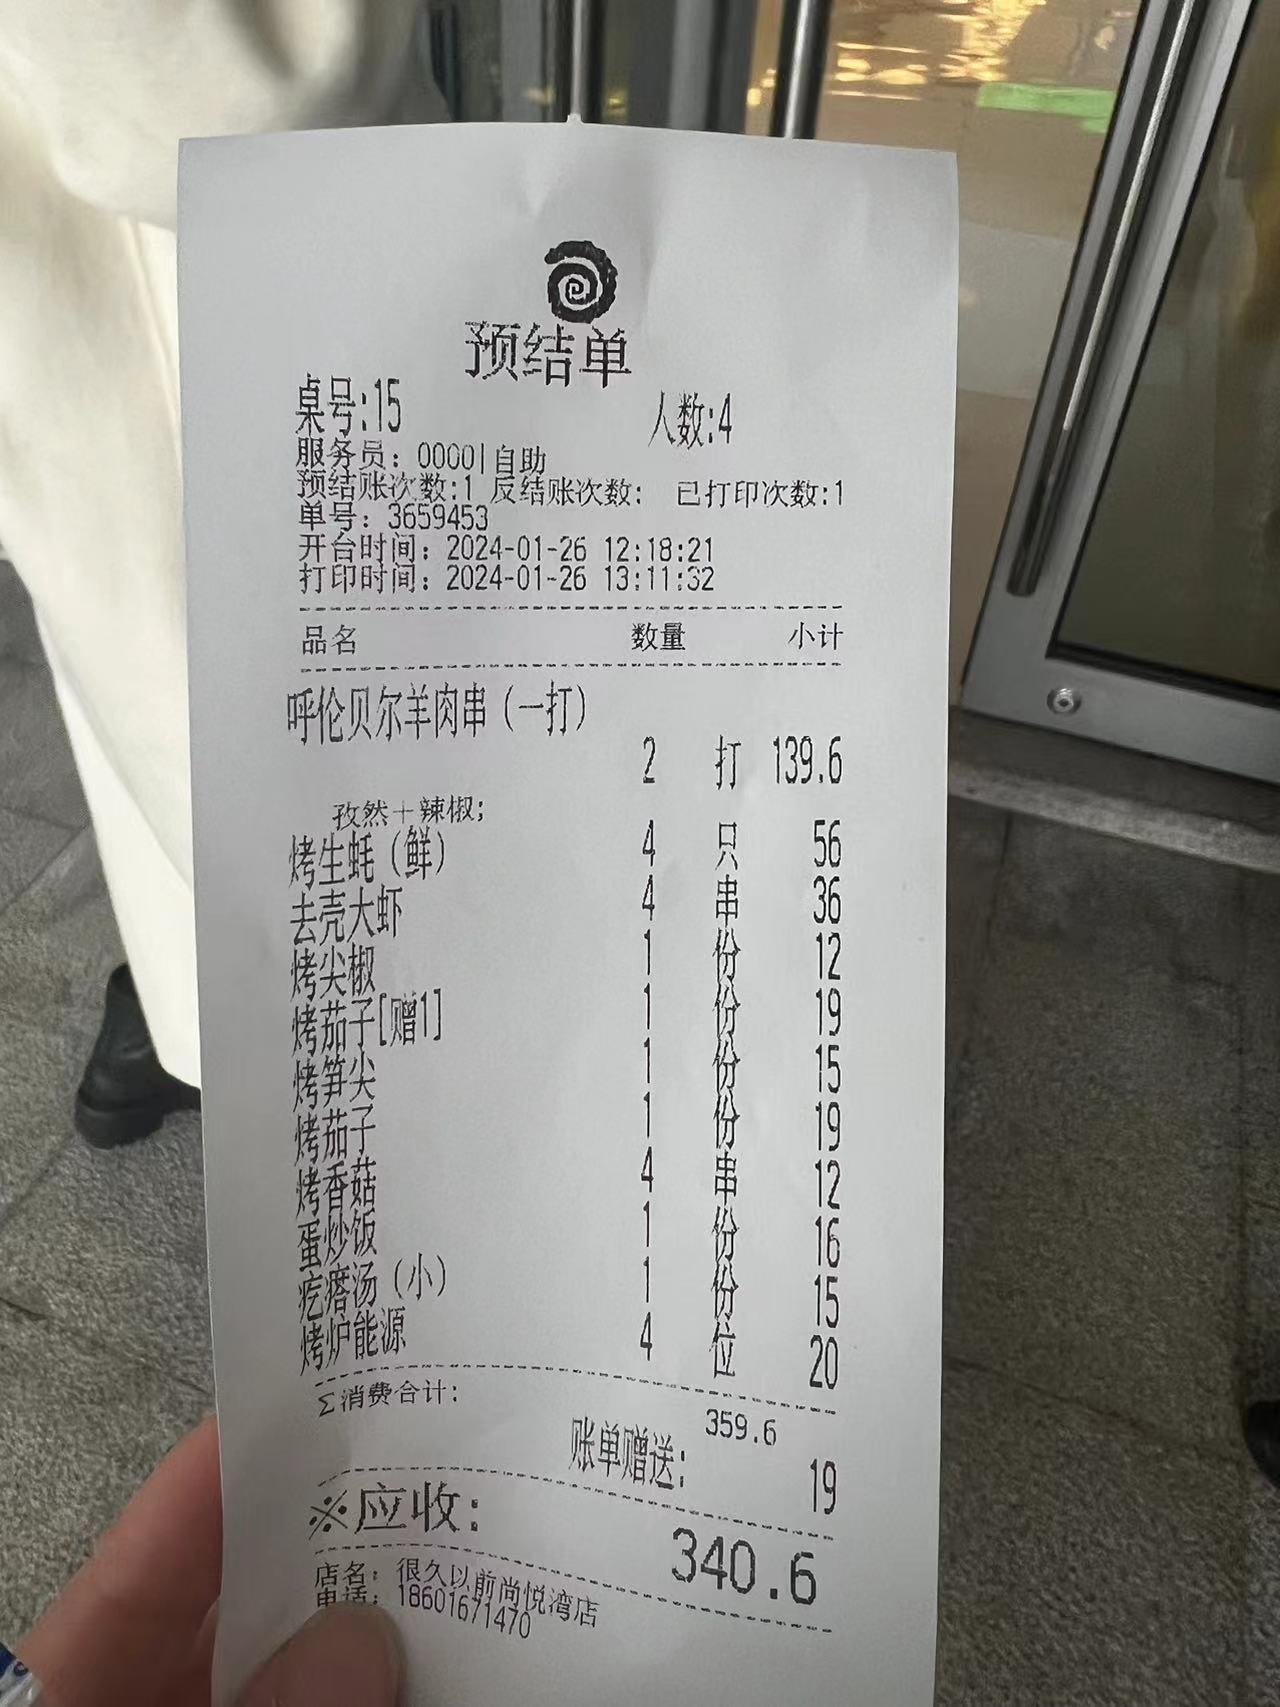 预结单
桌号:15 人数:4
服务员: 0000|自助
预结账次数:1 反结账次数: 已打印次数:1
单号: 3659453
开台时间: 2024-01-26 12:18:21
打印时间: 2024-01-26 13:11:32
品名 数量 小计
呼伦贝尔羊肉串(一打)
2 打 139.6
孜然+辣椒;
烤生蚝(鲜) 4 只 56
去壳大虾 4 串 36
烤尖椒 1 份 12
烤茄子[赠1] 1 份 19
烤笋尖 1 份 15
烤茄子 1 份 19
烤香菇 4 串 12
蛋炒饭 1 份 16
疙瘩汤(小) 1 份 15
烤炉能源 4 位 20
∑消费合计: 359.6
账单赠送: 19
※应收: 340.6
店名: 很久以前尚悦湾店
电话: 18601671470